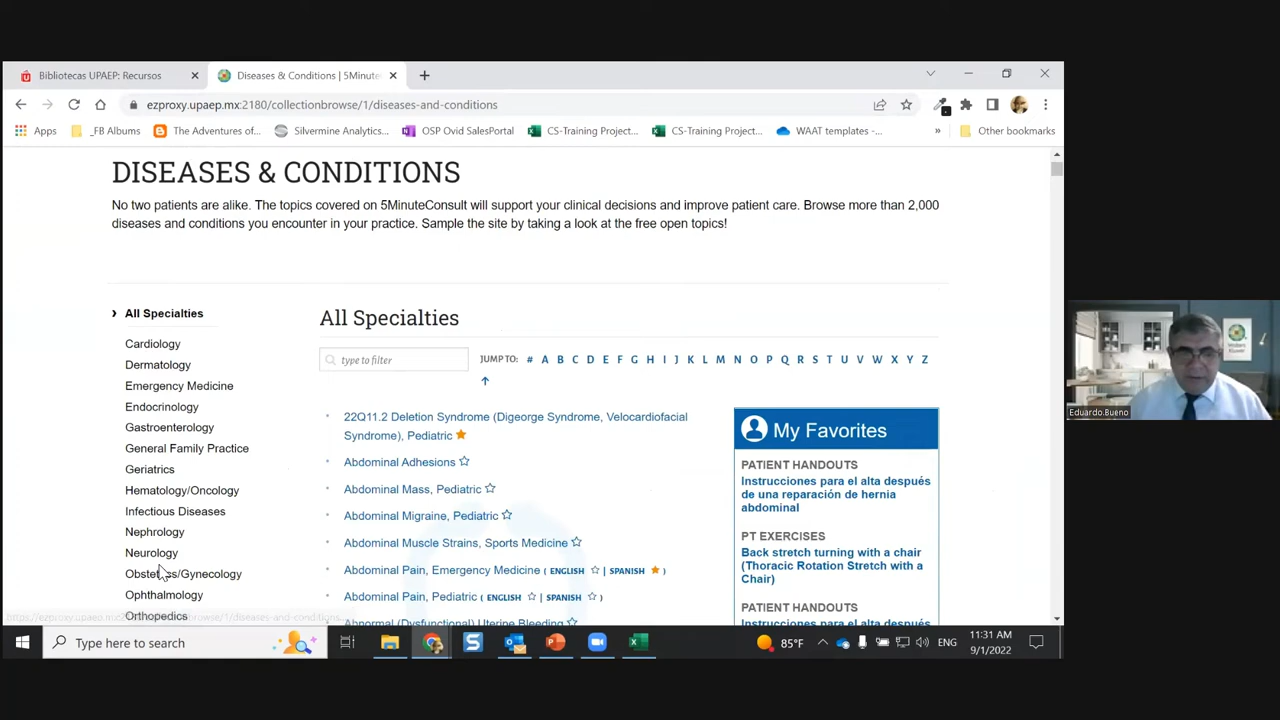 Bibliotecas UPAEP: Recursos
Diseases & Conditions | 5Minute
ezproxy.upaep.mx:2180/collectionbrowse/1/diseases-and-conditions
Apps
_FB Albums
The Adventures of...
Silvermine Analytics...
OSP Ovid SalesPortal
CS-Training Project...
CS-Training Project...
WAAT templates -...
»
Other bookmarks
DISEASES & CONDITIONS
No two patients are alike. The topics covered on 5MinuteConsult will support your clinical decisions and improve patient care. Browse more than 2,000
diseases and conditions you encounter in your practice. Sample the site by taking a look at the free open topics!
All Specialties
Cardiology
Dermatology
Emergency Medicine
Endocrinology
Gastroenterology
General Family Practice
Geriatrics
Hematology/Oncology
Infectious Diseases
Nephrology
Neurology
Obstetrics/Gynecology
Ophthalmology
Orthopedics
All Specialties
type to filter
JUMP TO: # A B C D E F G H I J K L M N O P Q R S T U V W X Y Z
22Q11.2 Deletion Syndrome (Digeorge Syndrome, Velocardiofacial
Syndrome), Pediatric
Abdominal Adhesions
Abdominal Mass, Pediatric
Abdominal Migraine, Pediatric
Abdominal Muscle Strains, Sports Medicine
Abdominal Pain, Emergency Medicine ( ENGLISH | SPANISH )
Abdominal Pain, Pediatric ( ENGLISH | SPANISH )
Abnormal (Dysfunctional) Uterine Bleeding
My Favorites
PATIENT HANDOUTS
Instrucciones para el alta después
de una reparación de hernia
abdominal
PT EXERCISES
Back stretch turning with a chair
(Thoracic Rotation Stretch with a
Chair)
PATIENT HANDOUTS
Eduardo.Bueno
Type here to search
85°F
ENG
11:31 AM
9/1/2022